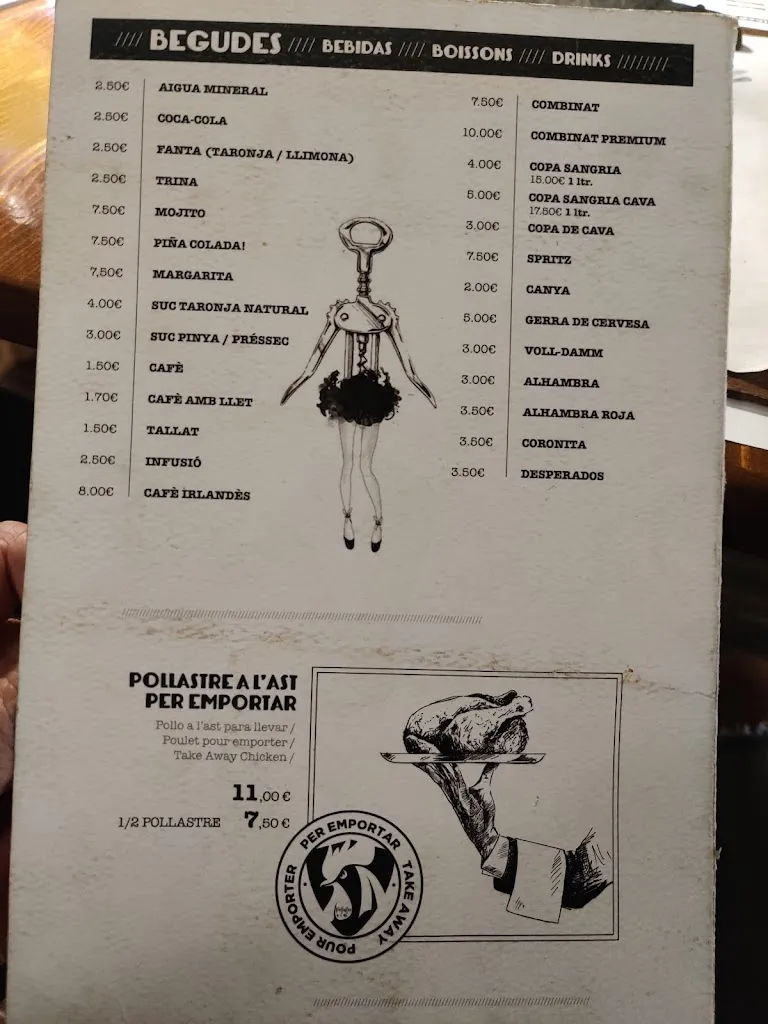 //// BEGUDES //// BEBIDAS //// BOISSONS //// DRINKS ////////
2.50€ AIGUA MINERAL
2.50€ COCA-COLA
2.50€ FANTA (TARONJA / LLIMONA)
2.50€ TRINA
7.50€ MOJITO
7.50€ PIÑA COLADA!
7,50€ MARGARITA
4.00€ SUC TARONJA NATURAL
3.00€ SUC PINYA / PRÉSSEC
1.50€ CAFÈ
1.70€ CAFÈ AMB LLET
1.50€ TALLAT
2.50€ INFUSIÓ
8.00€ CAFÈ IRLANDÈS
7.50€ COMBINAT
10.00€ COMBINAT PREMIUM
4.00€ COPA SANGRIA
15.00€ 1 ltr.
5.00€ COPA SANGRIA CAVA
17.50€ 1 ltr.
3.00€ COPA DE CAVA
7.50€ SPRITZ
2.00€ CANYA
5.00€ GERRA DE CERVESA
3.00€ VOLL-DAMM
3.00€ ALHAMBRA
3.50€ ALHAMBRA ROJA
3.50€ CORONITA
3.50€ DESPERADOS
POLLASTRE A L'AST
PER EMPORTAR
Pollo a l'ast para llevar /
Poulet pour emporter /
Take Away Chicken /
11,00 €
1/2 POLLASTRE 7,50 €
PER EMPORTAR
TAKE AWAY
POUR EMPORTER